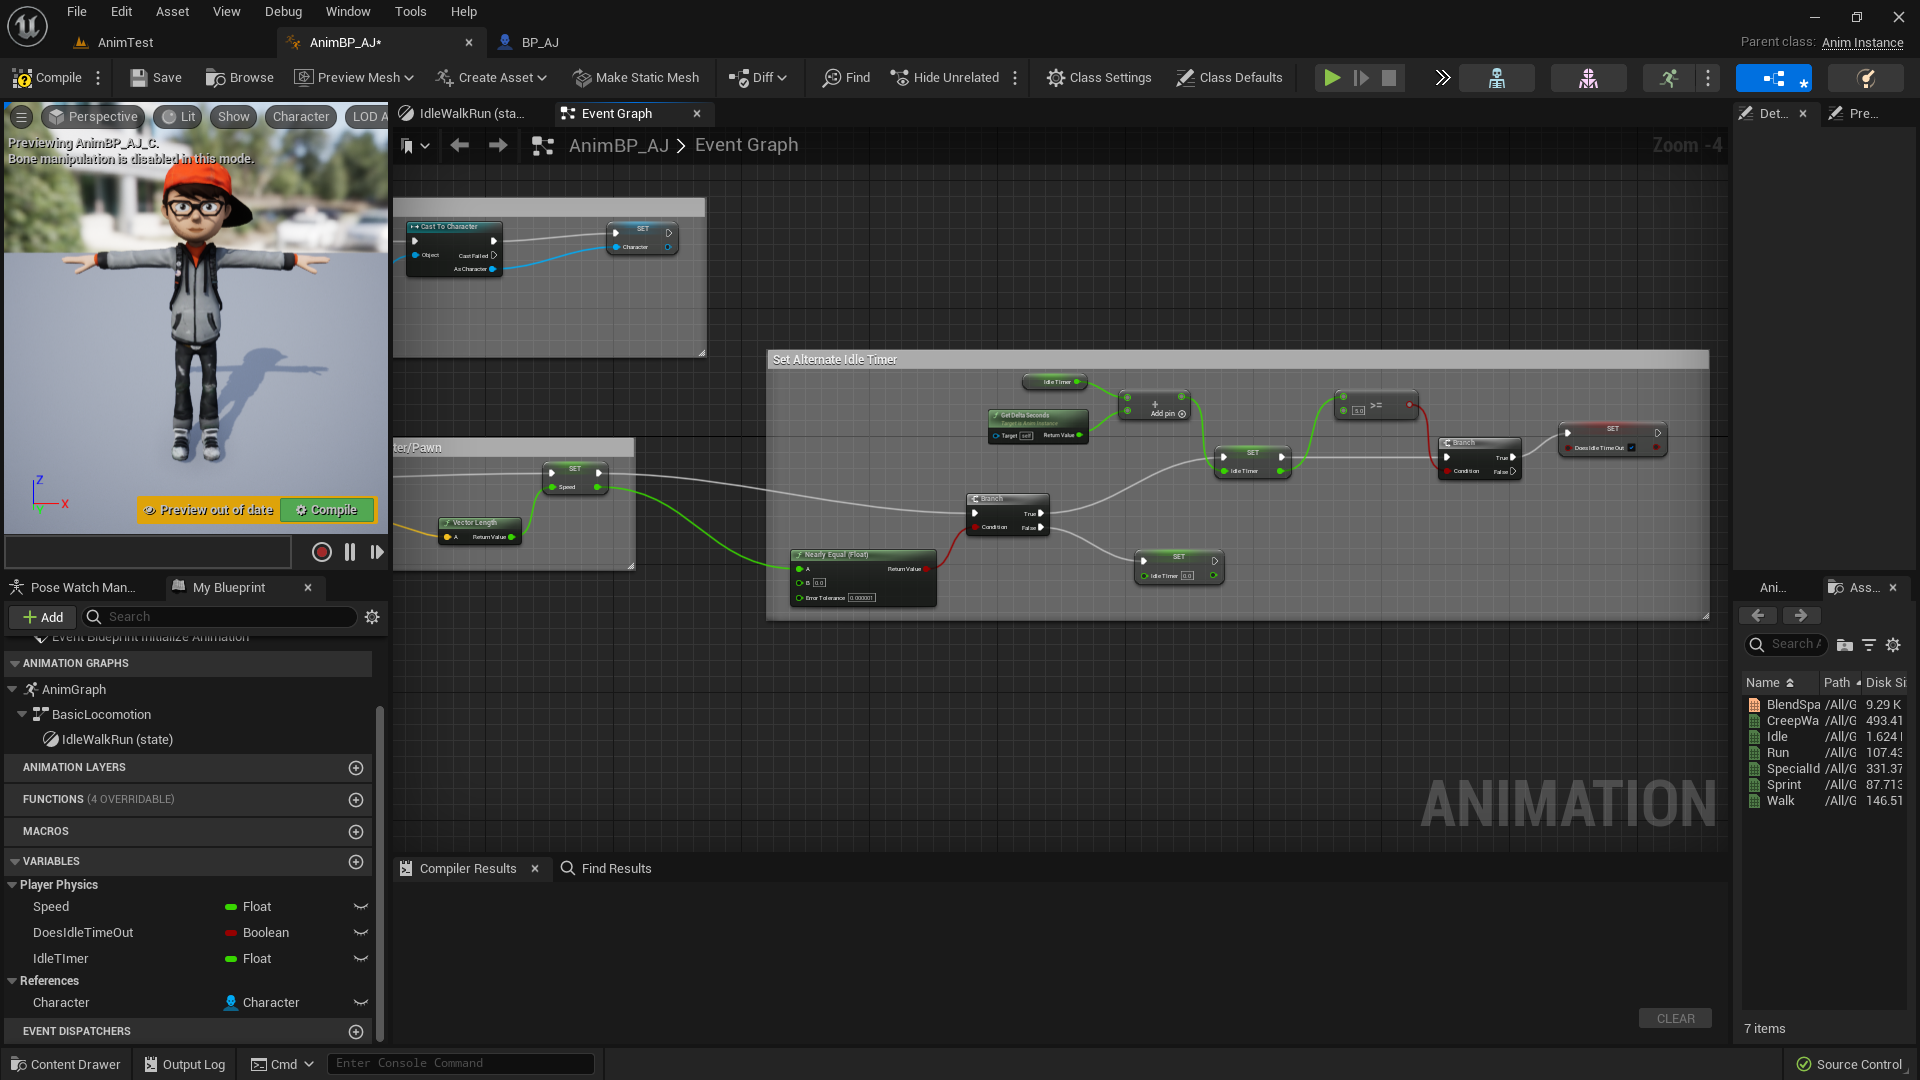 File Edit Asset View Debug Window Tools Help
AnimTest AnimBP_AJ* BP_AJ
Parent class: Anim Instance
Compile Save Browse Preview Mesh Create Asset Make Static Mesh Diff Find Hide Unrelated Class Settings Class Defaults
Perspective Lit Show Character LOD A
Previewing AnimBP_AJ_C.
Bone manipulation is disabled in this mode.
Z
X
Preview out of date Compile
IdleWalkRun (sta... Event Graph
AnimBP_AJ > Event Graph
Zoom -4
Cast To Character
Object
Cast Failed
As Character
SET
Character
ter/Pawn
SET
Speed
Vector Length
A Return Value
Set Alternate Idle Timer
Idle TImer
Get Delta Seconds
Target is Anim Instance
Target self Return Value
+
Add pin
SET
Idle TImer
5.0 >=
Branch
True
Condition False
SET
Does Idle Time Out
Branch
True
Condition False
Nearly Equal (Float)
A Return Value
B 0.0
Error Tolerance 0.000001
SET
Idle TImer 0.0
ANIMATION
Pose Watch Man... My Blueprint
Add Search
Event Blueprint Initialize Animation
ANIMATION GRAPHS
AnimGraph
BasicLocomotion
IdleWalkRun (state)
ANIMATION LAYERS
FUNCTIONS (4 OVERRIDABLE)
MACROS
VARIABLES
Player Physics
Speed Float
DoesIdleTimeOut Boolean
IdleTImer Float
References
Character Character
EVENT DISPATCHERS
Compiler Results Find Results
CLEAR
Det... Pre...
Ani... Ass...
Search A
Name Path Disk Si
BlendSpa /All/G 9.29 K
CreepWa /All/G 493.41
Idle /All/G 1.624
Run /All/G 107.43
SpecialId /All/G 331.37
Sprint /All/G 87.713
Walk /All/G 146.51
7 items
Content Drawer Output Log Cmd Enter Console Command
Source Control